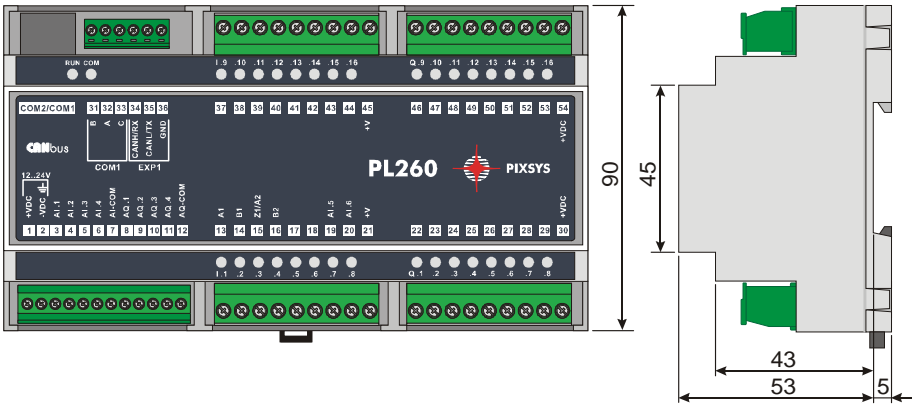 RUN COM
I .9 .10 .11 .12 .13 .14 .15 .16
Q .9 .10 .11 .12 .13 .14 .15 .16
COM2/COM1
31 32 33 34 35 36
37 38 39 40 41 42 43 44 45
46 47 48 49 50 51 52 53 54
B
A
C
CANH/RX
CANL/TX
GND
+V
+VDC
CANbus
COM1
EXP1
PL260
PIXSYS
12..24V
+VDC
-VDC
AI .1
AI .2
AI .3
AI .4
AI-COM
AQ .1
AQ .2
AQ .3
AQ .4
AQ-COM
A1
B1
Z1/A2
B2
AI .5
AI .6
+V
+VDC
1 2 3 4 5 6 7 8 9 10 11 12
13 14 15 16 17 18 19 20 21
22 23 24 25 26 27 28 29 30
I .1 .2 .3 .4 .5 .6 .7 .8
Q .1 .2 .3 .4 .5 .6 .7 .8
90
45
43
53
5